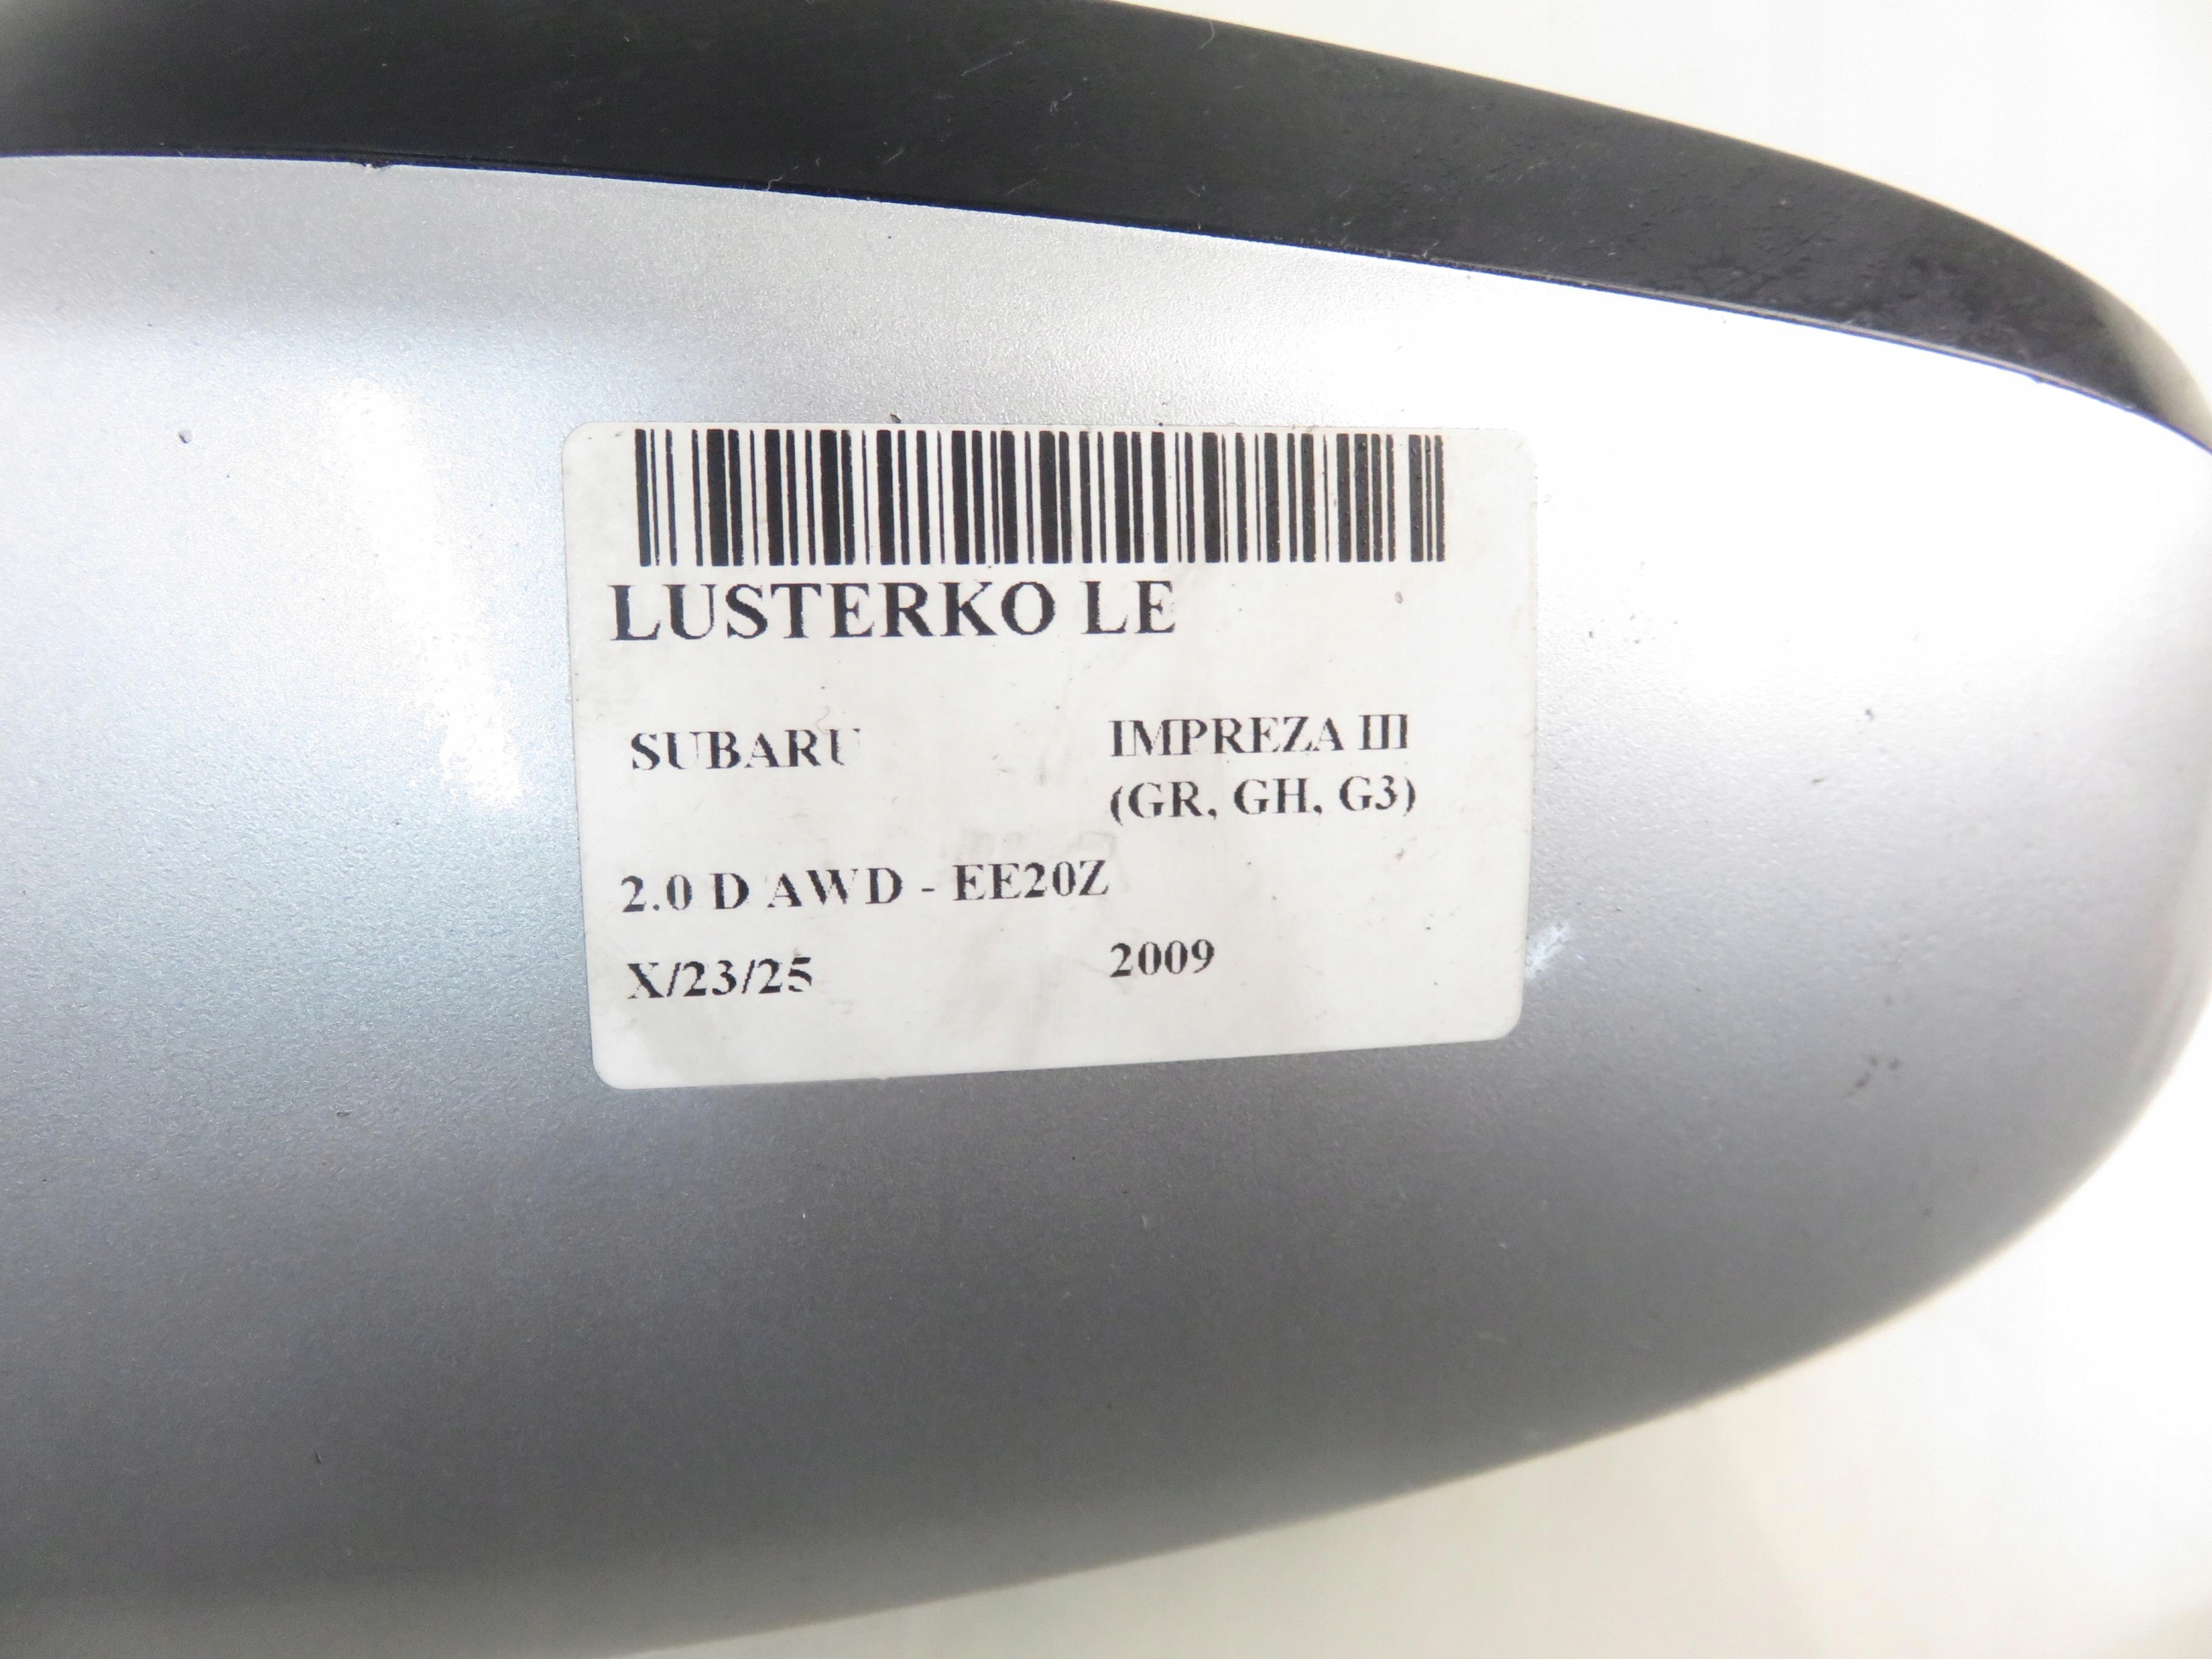 LUSTERKO LE
SUBARU IMPREZA III
(GR, GH, G3)
2.0 D AWD - EE20Z
X/23/25 2009